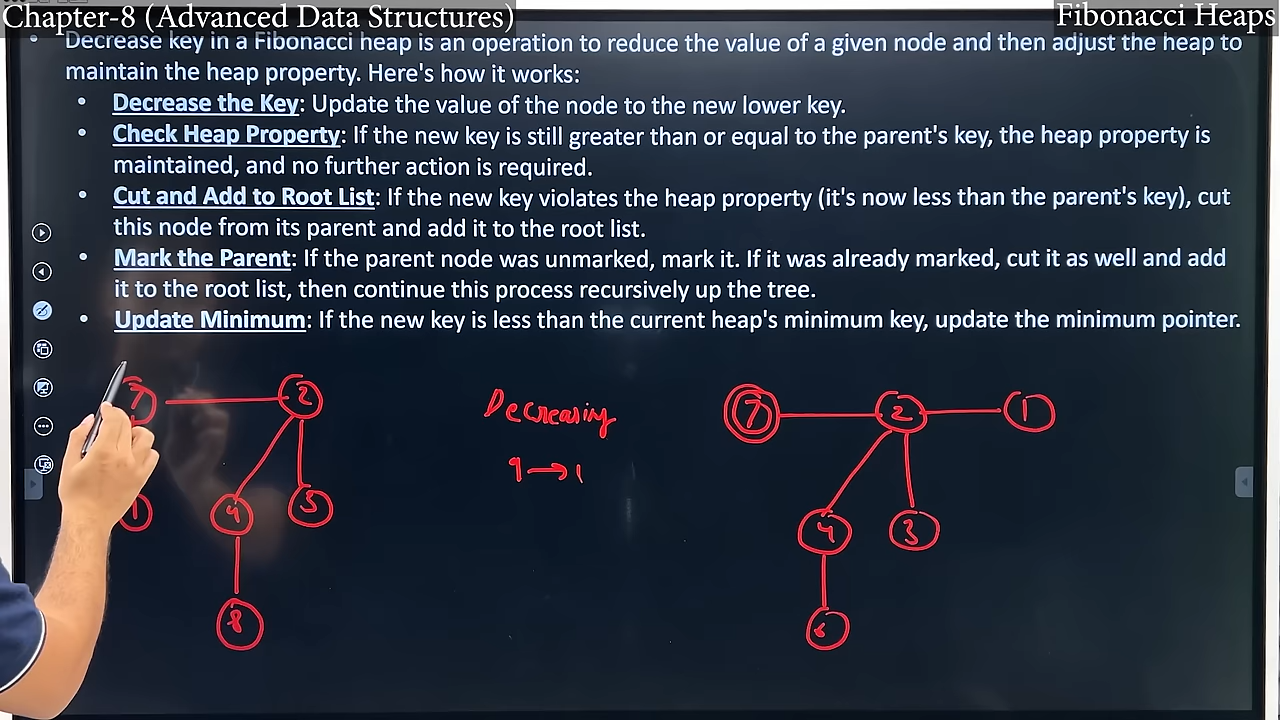 Chapter-8 (Advanced Data Structures)
Fibonacci Heaps
• Decrease key in a Fibonacci heap is an operation to reduce the value of a given node and then adjust the heap to
maintain the heap property. Here's how it works:
• Decrease the Key: Update the value of the node to the new lower key.
• Check Heap Property: If the new key is still greater than or equal to the parent's key, the heap property is
maintained, and no further action is required.
• Cut and Add to Root List: If the new key violates the heap property (it's now less than the parent's key), cut
this node from its parent and add it to the root list.
• Mark the Parent: If the parent node was unmarked, mark it. If it was already marked, cut it as well and add
it to the root list, then continue this process recursively up the tree.
• Update Minimum: If the new key is less than the current heap's minimum key, update the minimum pointer.
7 2 Decreasing 7 2 1
9→1
1 4 4 3
8